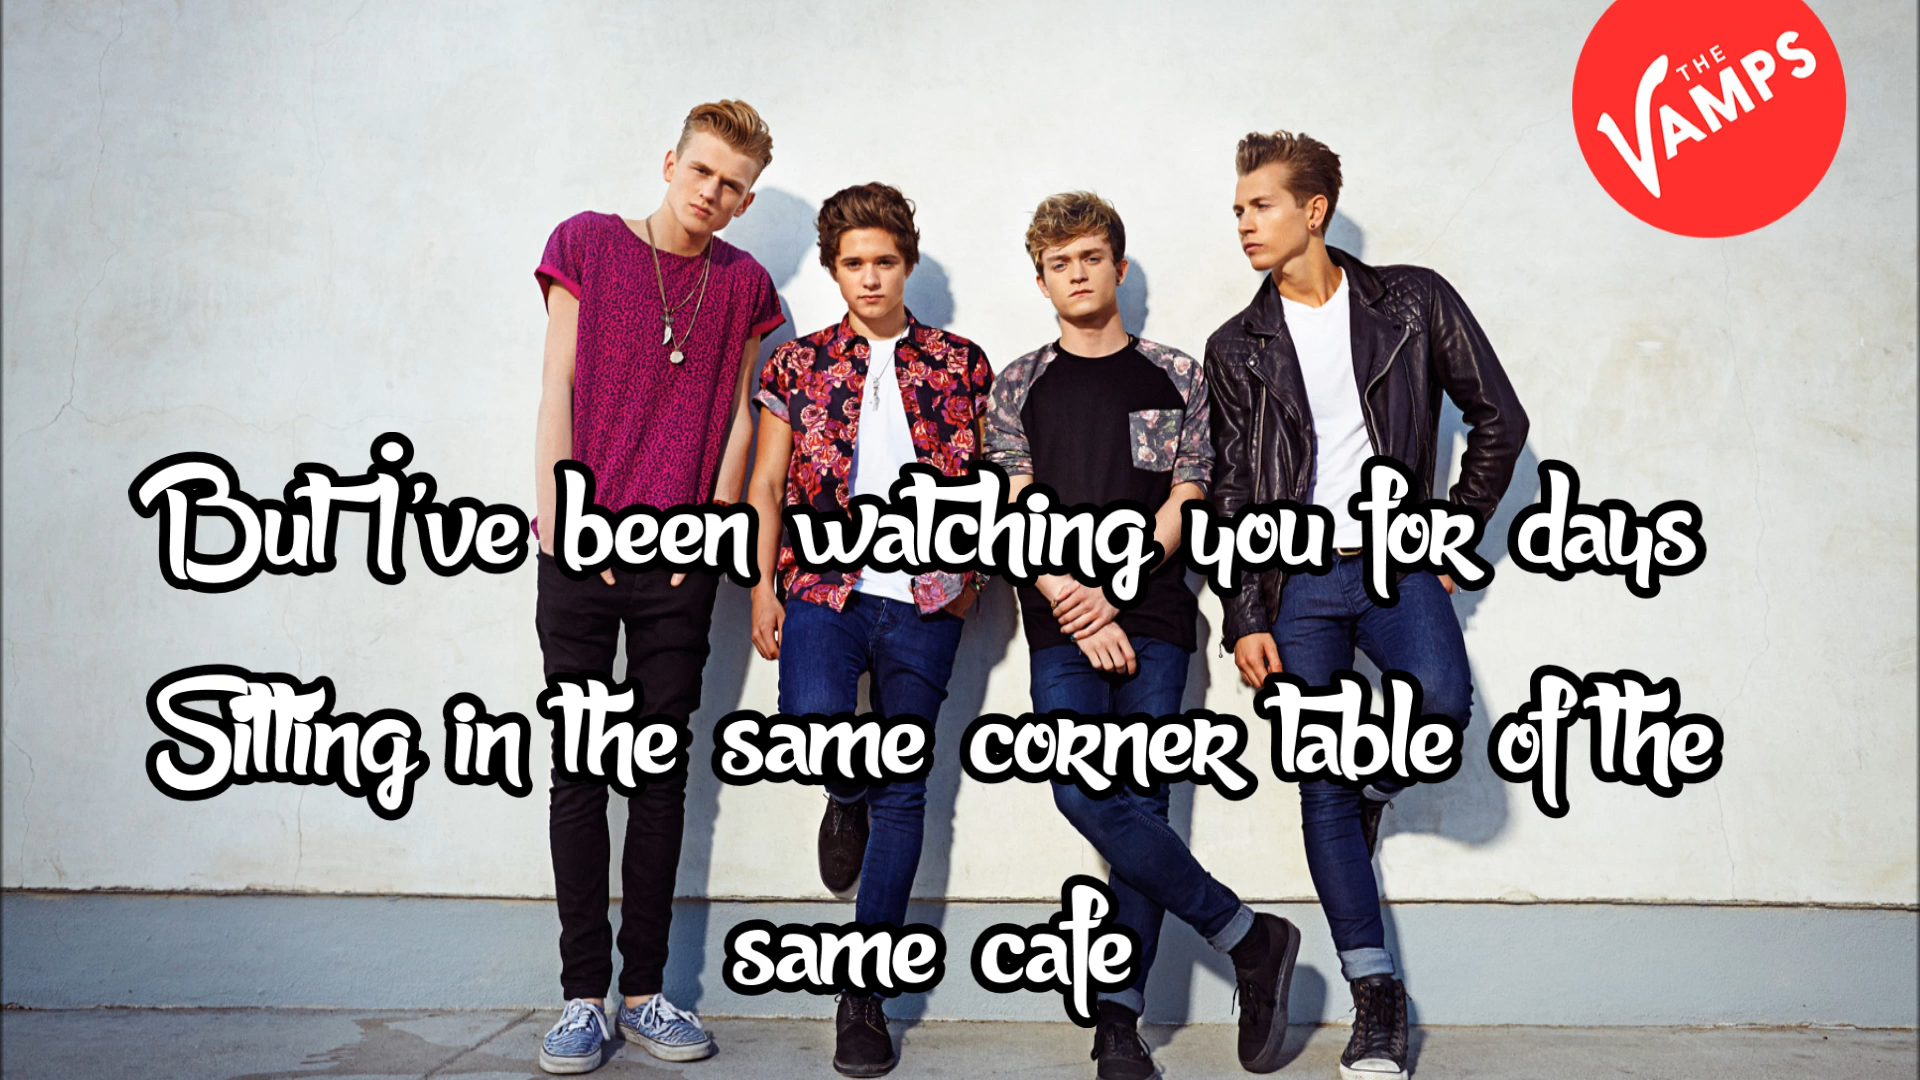 THE
VAMPS
But i've been watching you for days
Sitting in the same corner table of the
same cafe